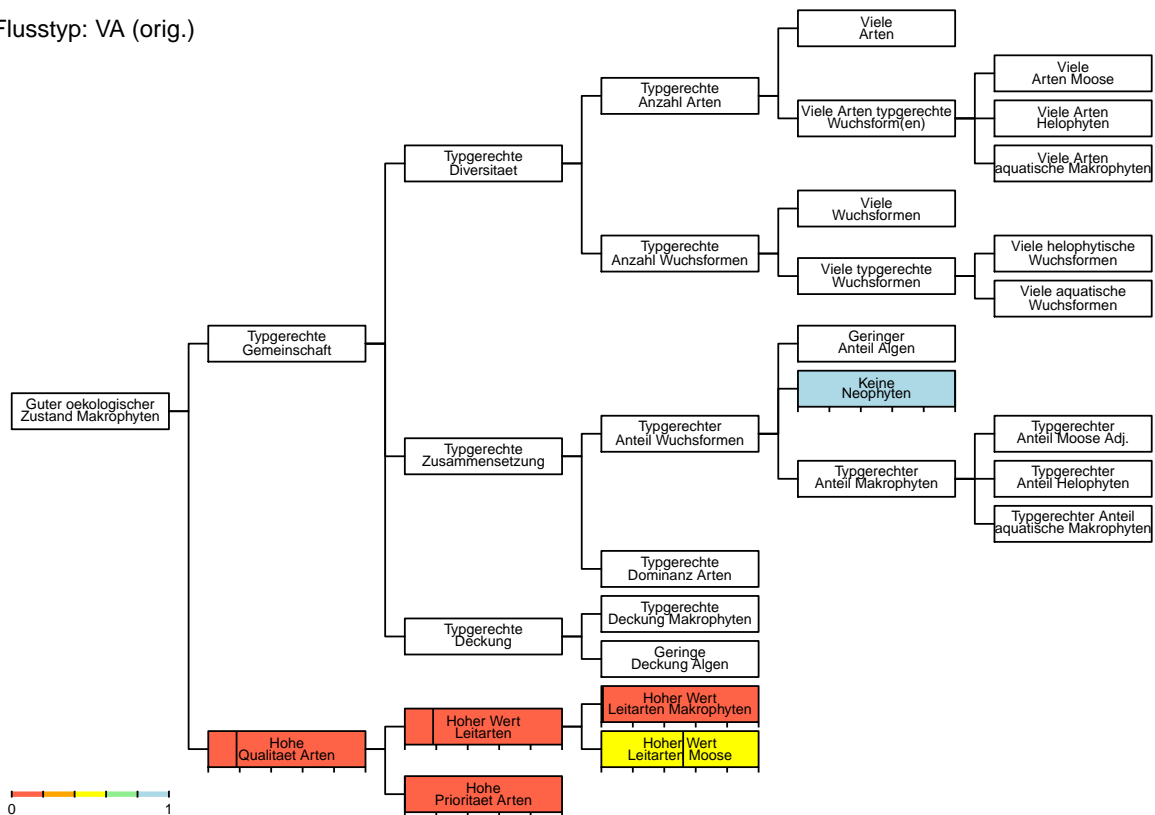 Flusstyp: VA (orig.)
Viele
Arten
Viele
Arten Moose
Typgerechte
Anzahl Arten
Viele Arten typgerechte
Wuchsform(en)
Viele Arten
Helophyten
Typgerechte
Diversitaet
Viele Arten
aquatische Makrophyten
Viele
Wuchsformen
Typgerechte
Anzahl Wuchsformen
Viele helophytische
Wuchsformen
Viele typgerechte
Wuchsformen
Viele aquatische
Wuchsformen
Typgerechte
Gemeinschaft
Geringer
Anteil Algen
Keine
Neophyten
Guter oekologischer
Zustand Makrophyten
Typgerechter
Anteil Wuchsformen
Typgerechter
Anteil Moose Adj.
Typgerechte
Zusammensetzung
Typgerechter
Anteil Makrophyten
Typgerechter
Anteil Helophyten
Typgerechter Anteil
aquatische Makrophyten
Typgerechte
Dominanz Arten
Typgerechte
Deckung Makrophyten
Typgerechte
Deckung
Geringe
Deckung Algen
Hoher Wert
Leitarten Makrophyten
Hoher Wert
Leitarten
Hohe
Qualitaet Arten
Hoher Wert
Leitarten Moose
Hohe
Prioritaet Arten
0 1